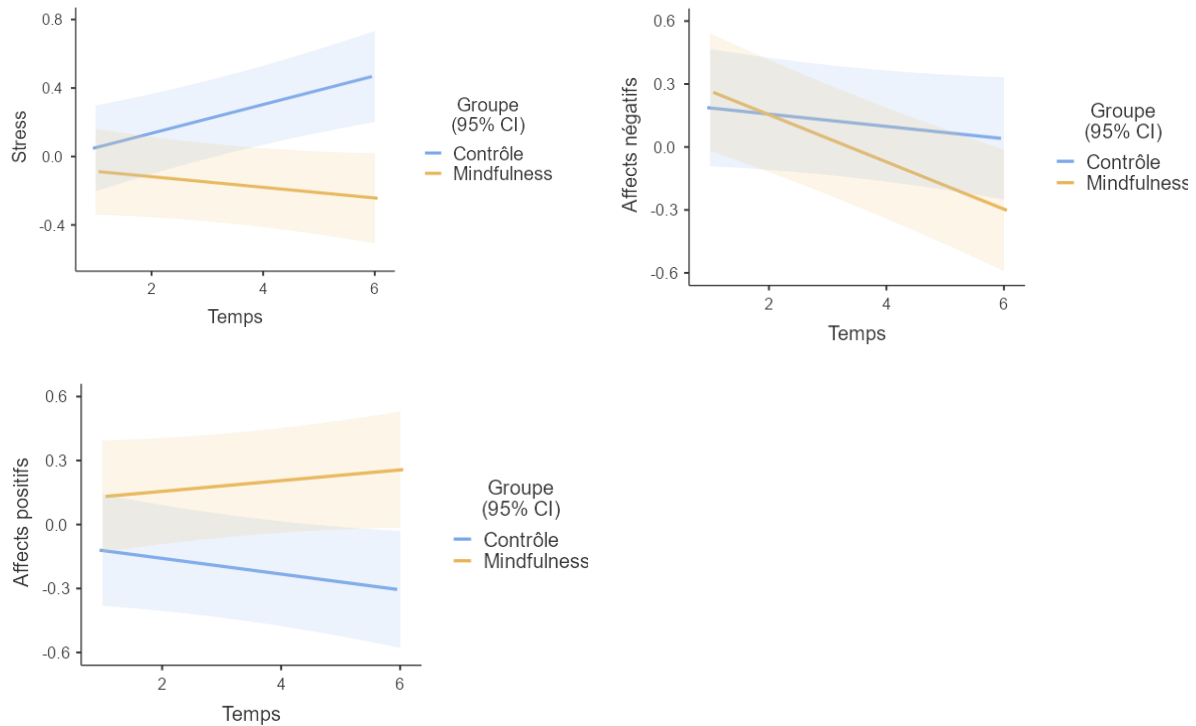 0.8
0.4
0.0
-0.4
Stress
2
4
6
Temps
Groupe
(95% CI)
Contrôle
Mindfulness
0.6
0.3
0.0
-0.3
-0.6
Affects négatifs
2
4
6
Temps
Groupe
(95% CI)
Contrôle
Mindfulness
0.6
0.3
0.0
-0.3
-0.6
Affects positifs
2
4
6
Temps
Groupe
(95% CI)
Contrôle
Mindfulness